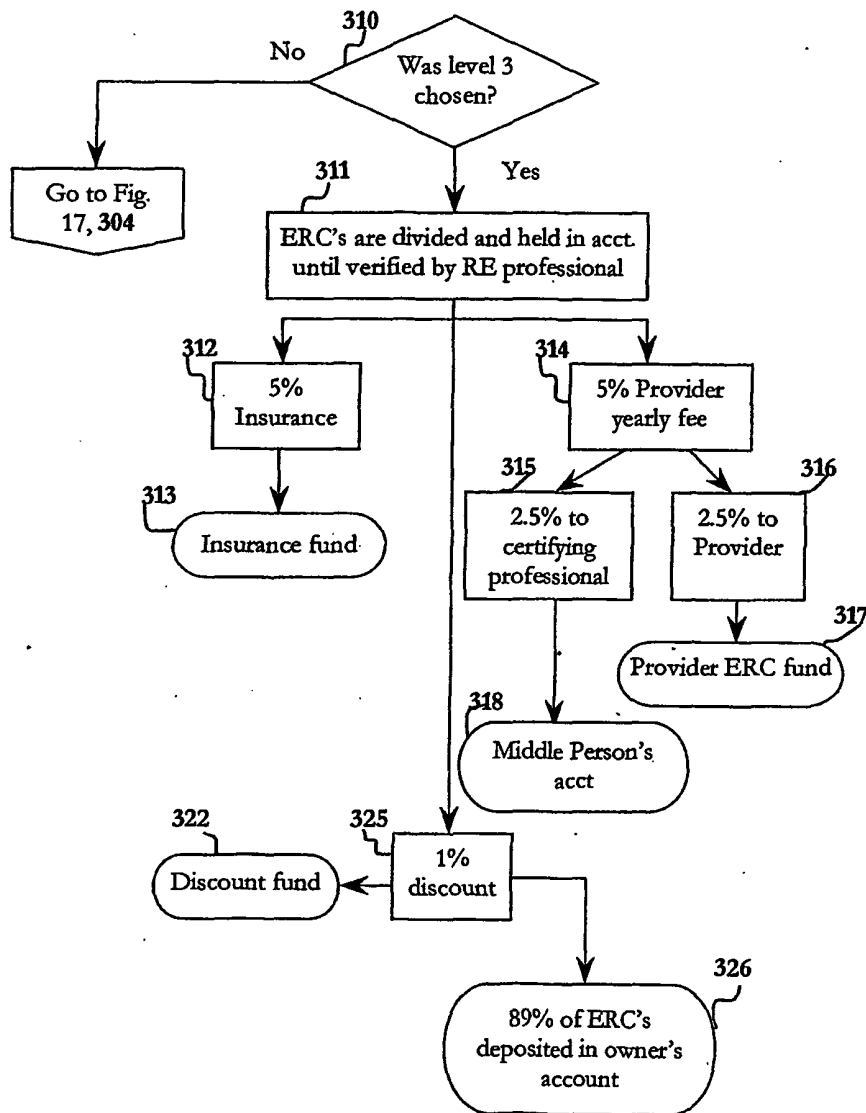 310
No
Was level 3
chosen?
Go to Fig.
17, 304
Yes
311
ERC's are divided and held in acct.
until verified by RE professional
312
5%
Insurance
314
5% Provider
yearly fee
313
Insurance fund
315
2.5% to
certifying
professional
316
2.5% to
Provider
317
Provider ERC fund
318
Middle Person's
acct
322
Discount fund
325
1%
discount
326
89% of ERC's
deposited in owner's
account